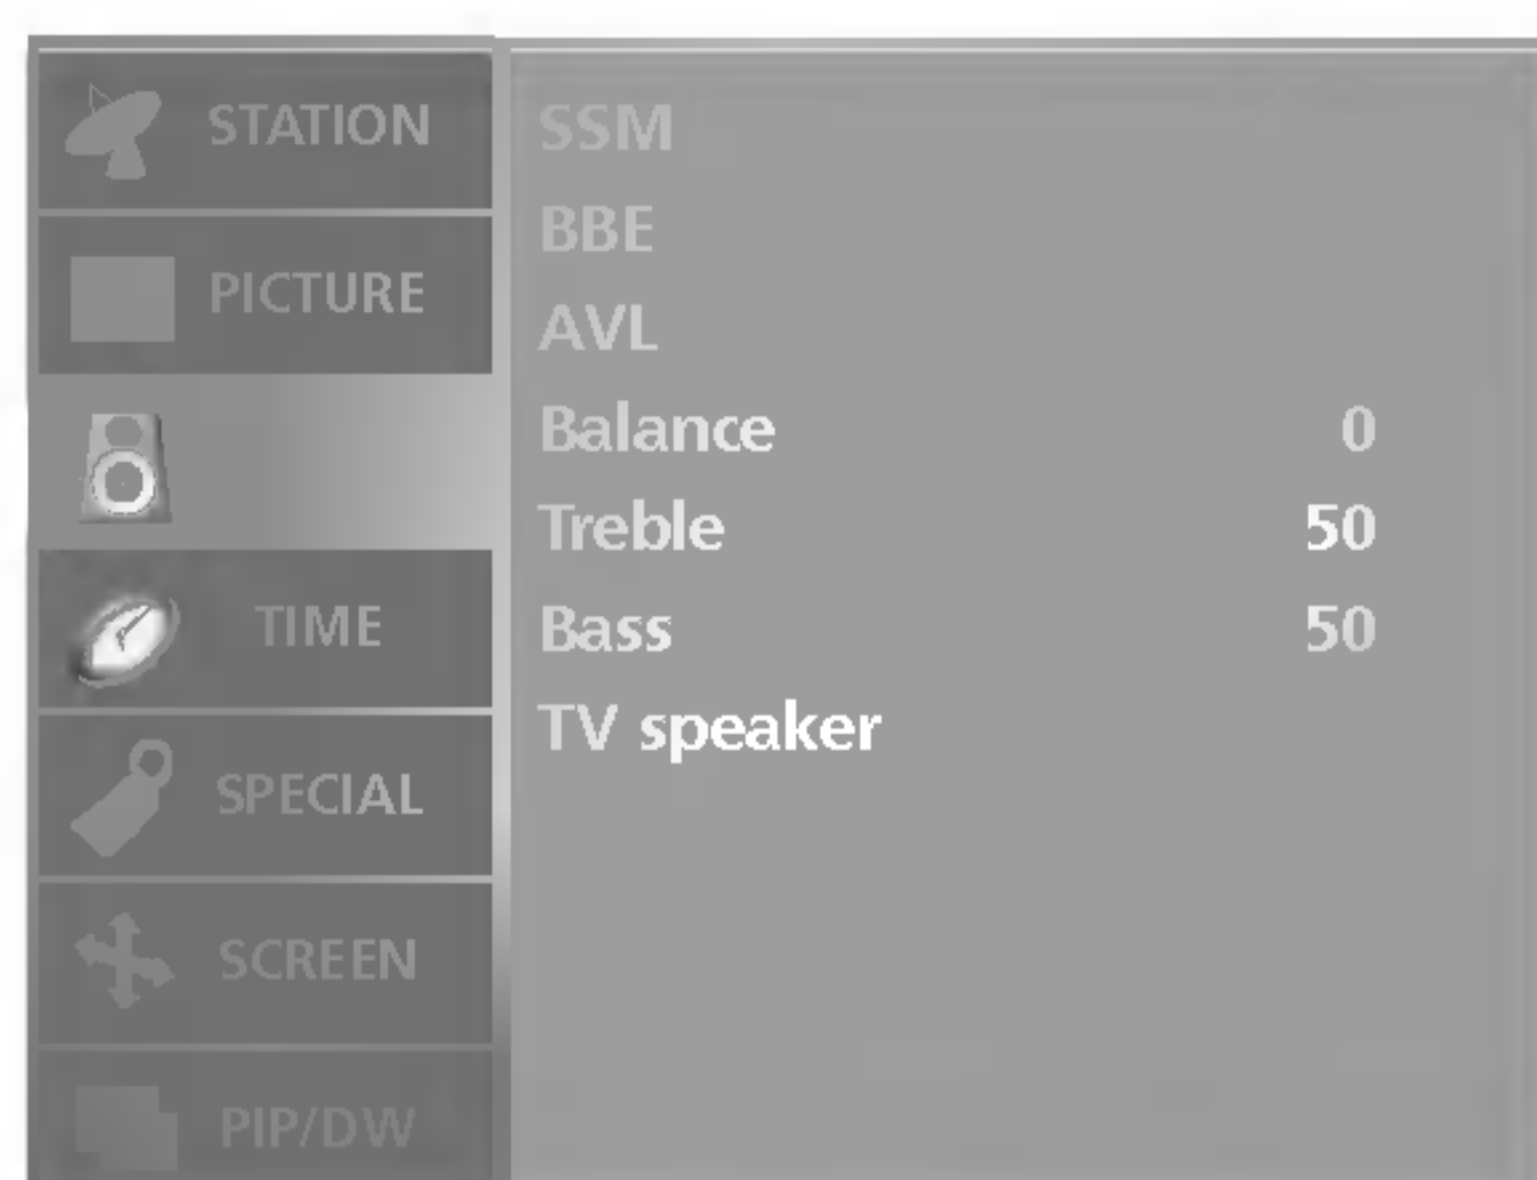 STATION
PICTURE
TIME
SPECIAL
SCREEN
PIP/DW
SSM
BBE
AVL
Balance 0
Treble 50
Bass 50
TV speaker